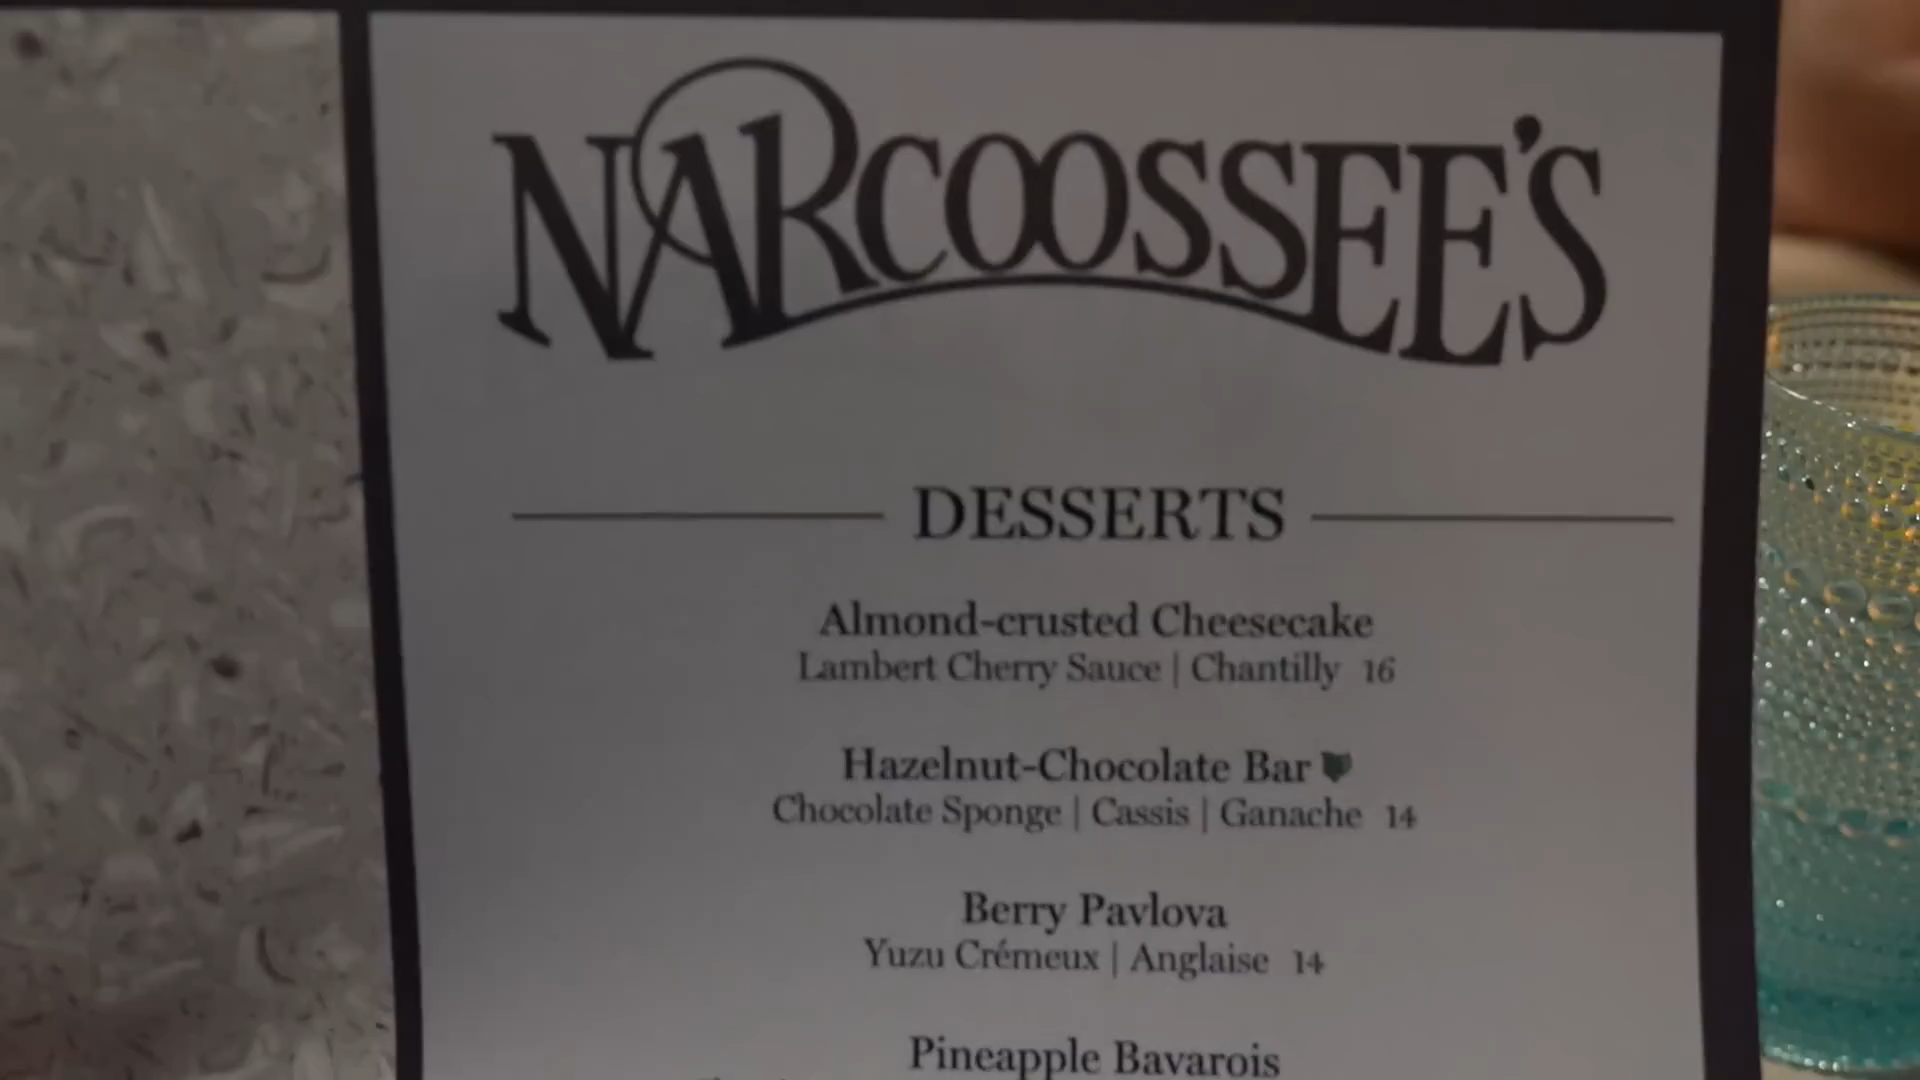 NARCOOSSEE'S
DESSERTS
Almond-crusted Cheesecake
Lambert Cherry Sauce | Chantilly 16
Hazelnut-Chocolate Bar
Chocolate Sponge | Cassis | Ganache 14
Berry Pavlova
Yuzu Crémeux | Anglaise 14
Pineapple Bavarois